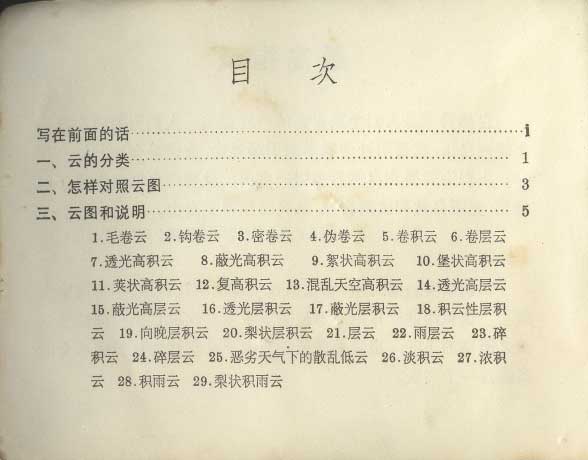 目 次
写在前面的话……………………………………i
一、云的分类……………………………………1
二、怎样对照云图………………………………3
三、云图和说明…………………………………5
1.毛卷云 2.钩卷云 3.密卷云 4.伪卷云 5.卷积云 6.卷层云
7.透光高积云 8.蔽光高积云 9.絮状高积云 10.堡状高积云
11.荚状高积云 12.复高积云 13.混乱天空高积云 14.透光高层云
15.蔽光高层云 16.透光层积云 17.蔽光层积云 18.积云性层积
云 19.向晚层积云 20.梨状层积云 21.层云 22.雨层云 23.碎
积云 24.碎层云 25.恶劣天气下的散乱低云 26.淡积云 27.浓积
云 28.积雨云 29.梨状积雨云